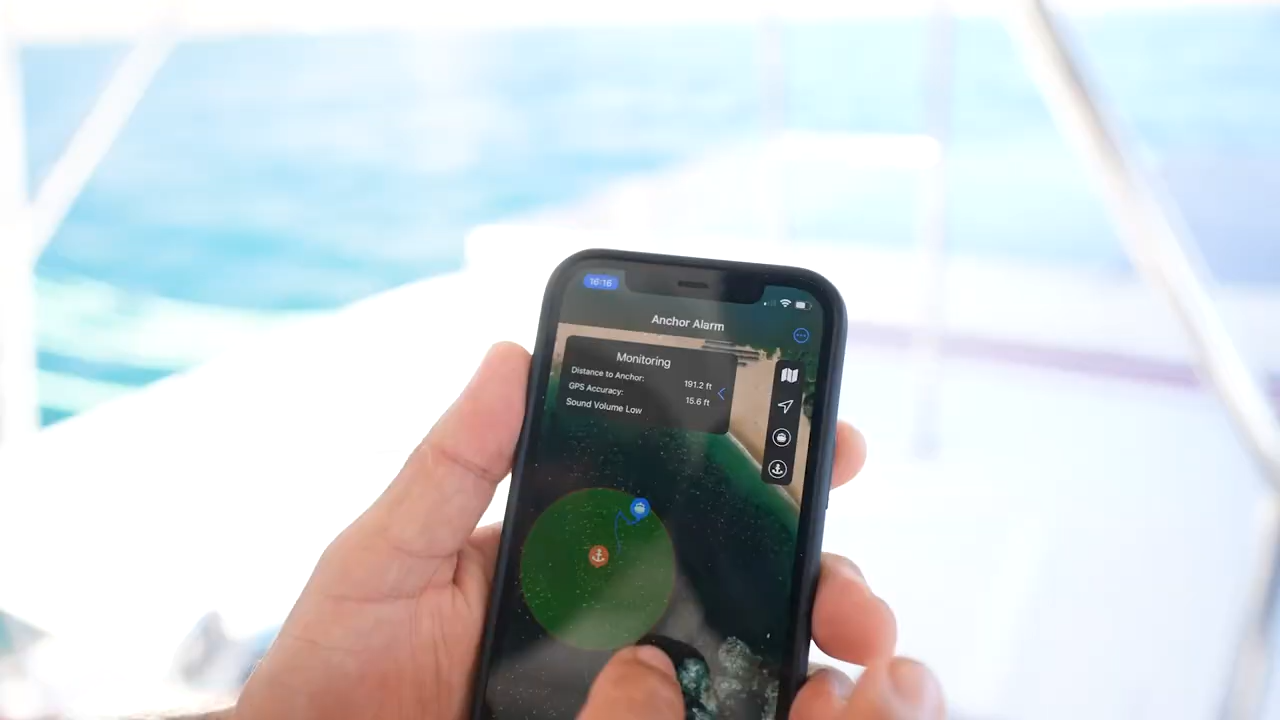 16:16
Anchor Alarm
Monitoring
Distance to Anchor: 191.2 ft
GPS Accuracy: 15.6 ft
Sound Volume Low